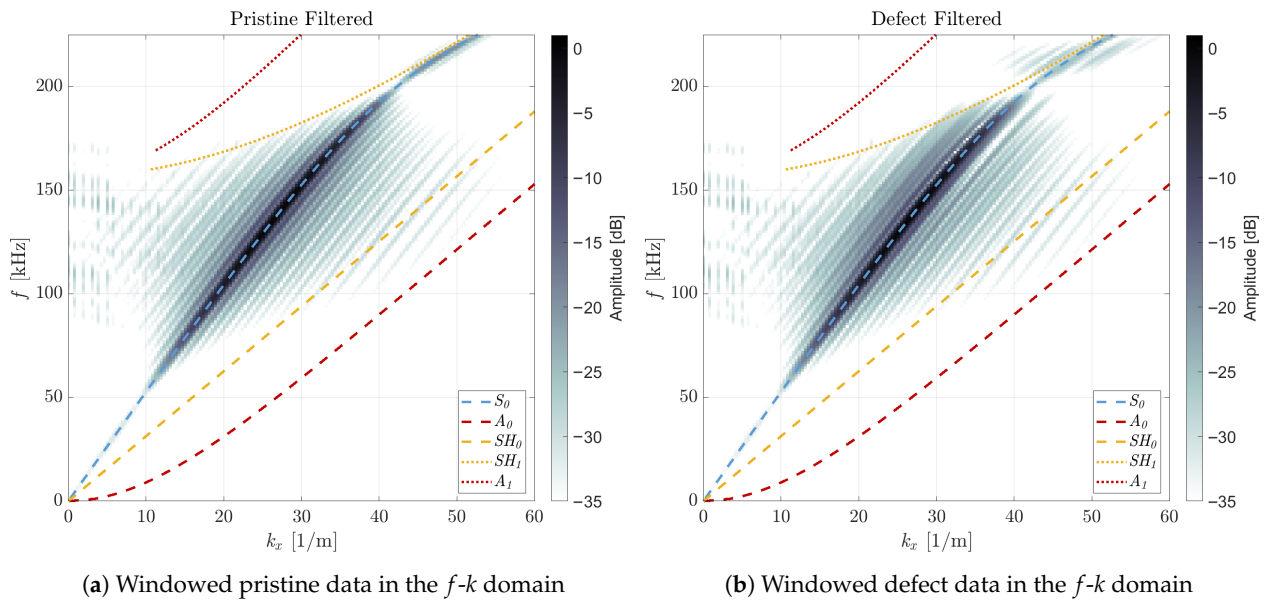 Pristine Filtered
200
150
100
50
0
f [kHz]
0 10 20 30 40 50 60
k_x [1/m]
S_0
A_0
SH_0
SH_1
A_1
0
−5
−10
−15
−20
−25
−30
−35
Amplitude [dB]
(a) Windowed pristine data in the f-k domain
Defect Filtered
200
150
100
50
0
f [kHz]
0 10 20 30 40 50 60
k_x [1/m]
S_0
A_0
SH_0
SH_1
A_1
0
−5
−10
−15
−20
−25
−30
−35
Amplitude [dB]
(b) Windowed defect data in the f-k domain